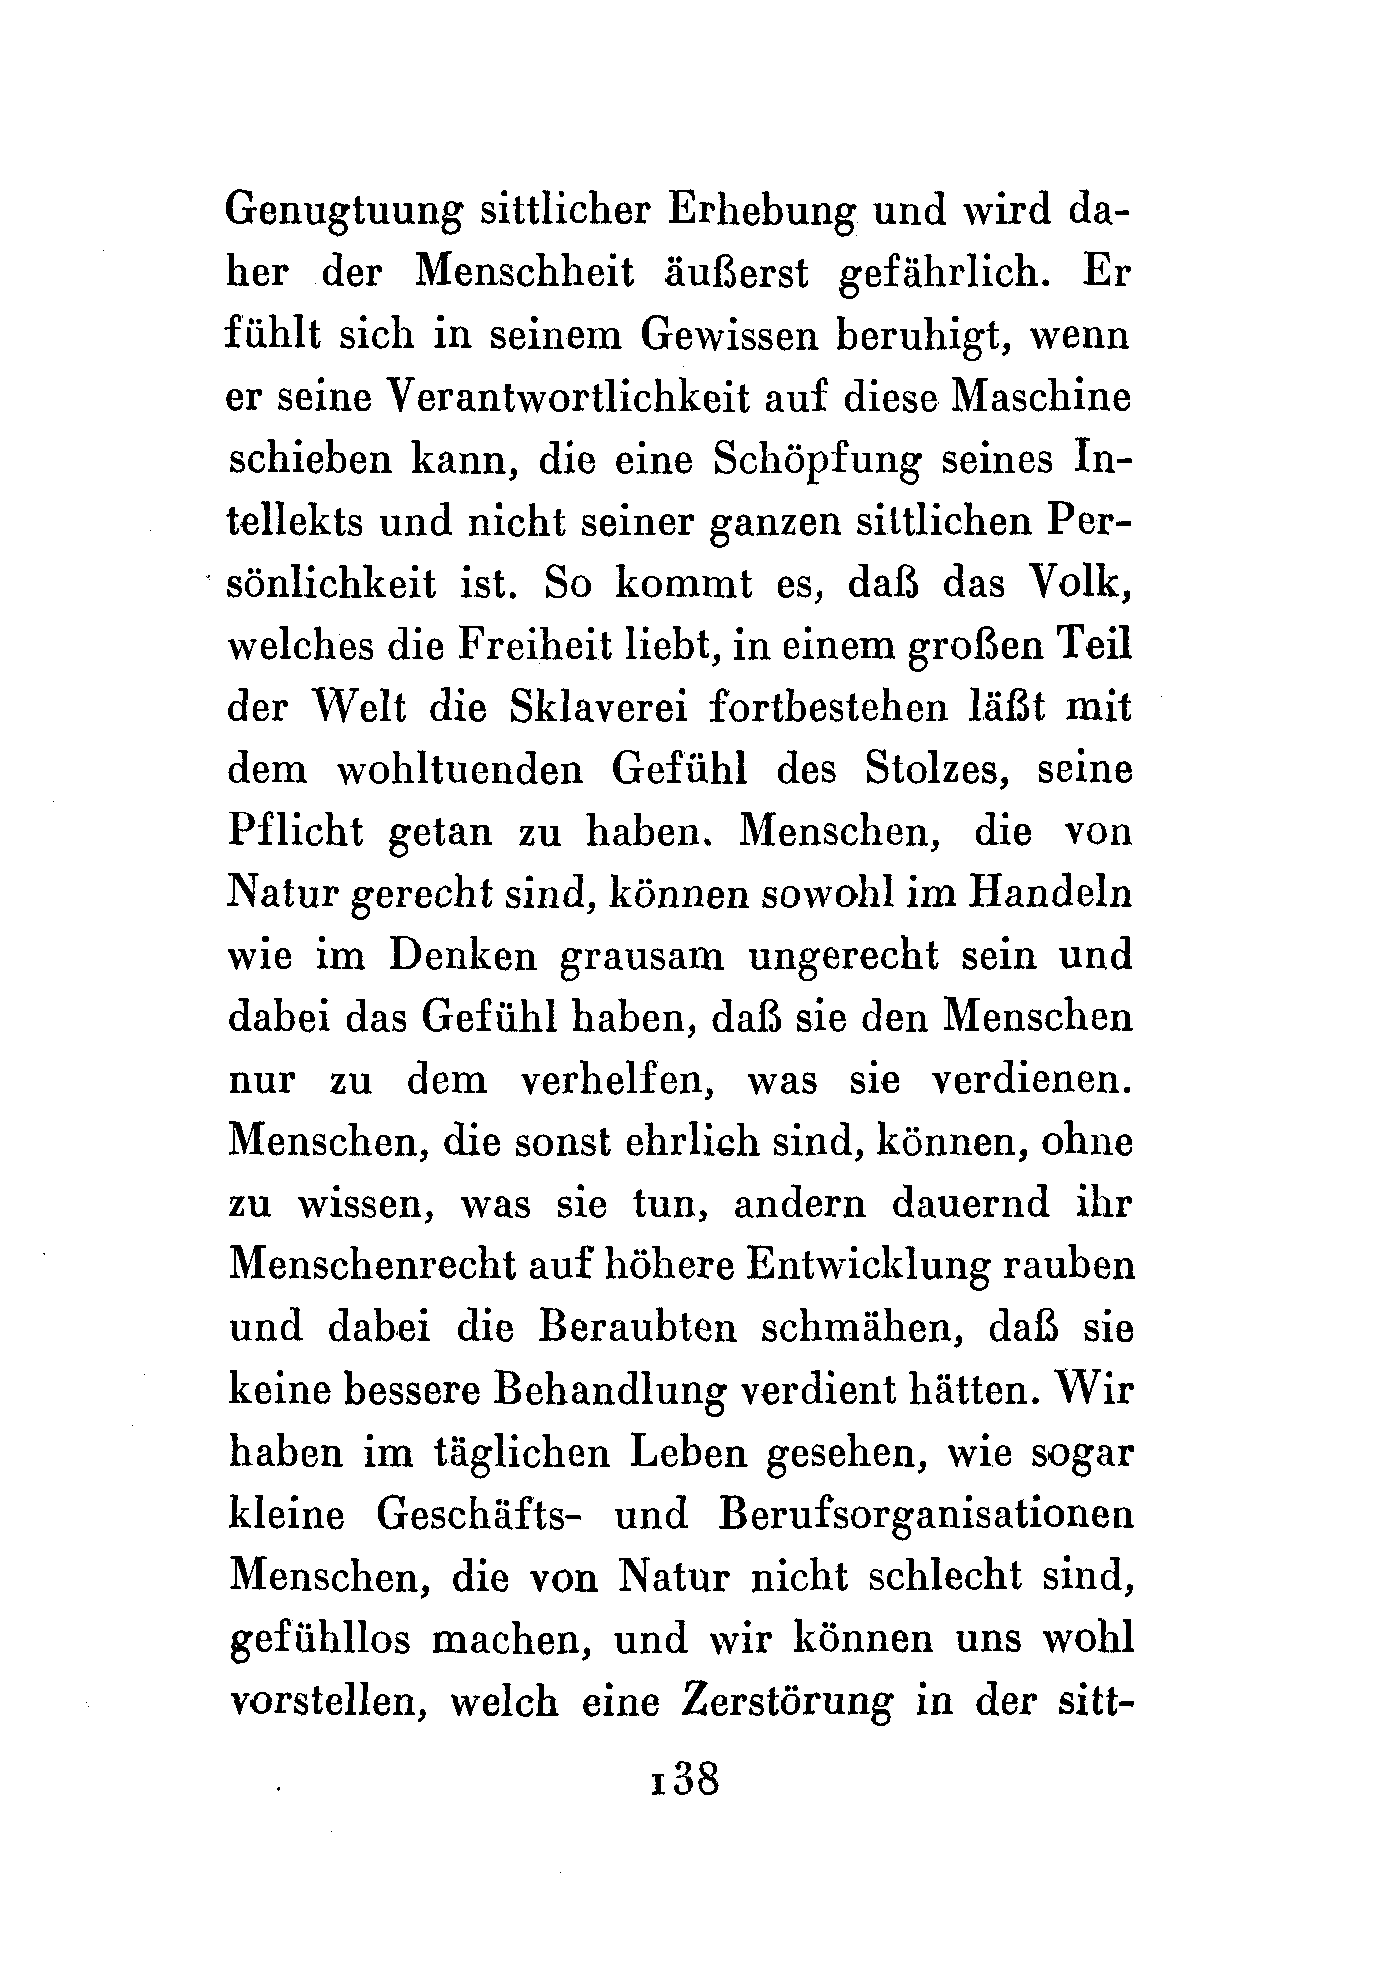 Genugtuung sittlicher Erhebung und wird da-
her der Menschheit äußerst gefährlich. Er
fühlt sich in seinem Gewissen beruhigt, wenn
er seine Verantwortlichkeit auf diese Maschine
schieben kann, die eine Schöpfung seines In-
tellekts und nicht seiner ganzen sittlichen Per-
sönlichkeit ist. So kommt es, daß das Volk,
welches die Freiheit liebt, in einem großen Teil
der Welt die Sklaverei fortbestehen läßt mit
dem wohltuenden Gefühl des Stolzes, seine
Pflicht getan zu haben. Menschen, die von
Natur gerecht sind, können sowohl im Handeln
wie im Denken grausam ungerecht sein und
dabei das Gefühl haben, daß sie den Menschen
nur zu dem verhelfen, was sie verdienen.
Menschen, die sonst ehrlich sind, können, ohne
zu wissen, was sie tun, andern dauernd ihr
Menschenrecht auf höhere Entwicklung rauben
und dabei die Beraubten schmähen, daß sie
keine bessere Behandlung verdient hätten. Wir
haben im täglichen Leben gesehen, wie sogar
kleine Geschäfts- und Berufsorganisationen
Menschen, die von Natur nicht schlecht sind,
gefühllos machen, und wir können uns wohl
vorstellen, welch eine Zerstörung in der sitt-
138